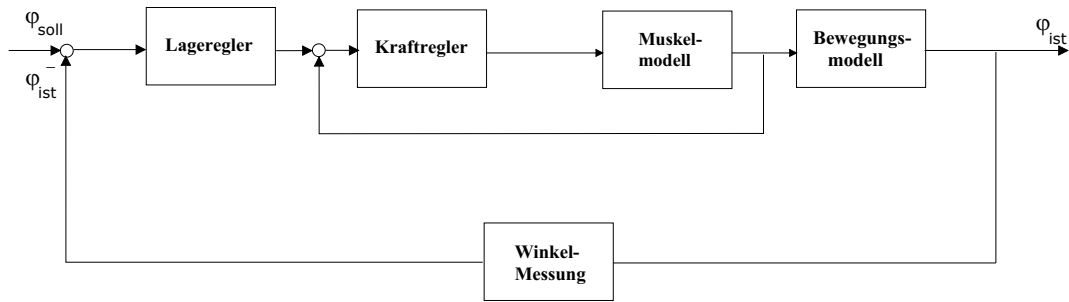 φsoll
φist
–
Lageregler
Kraftregler
Muskel-
modell
Bewegungs-
modell
φist
Winkel-
Messung